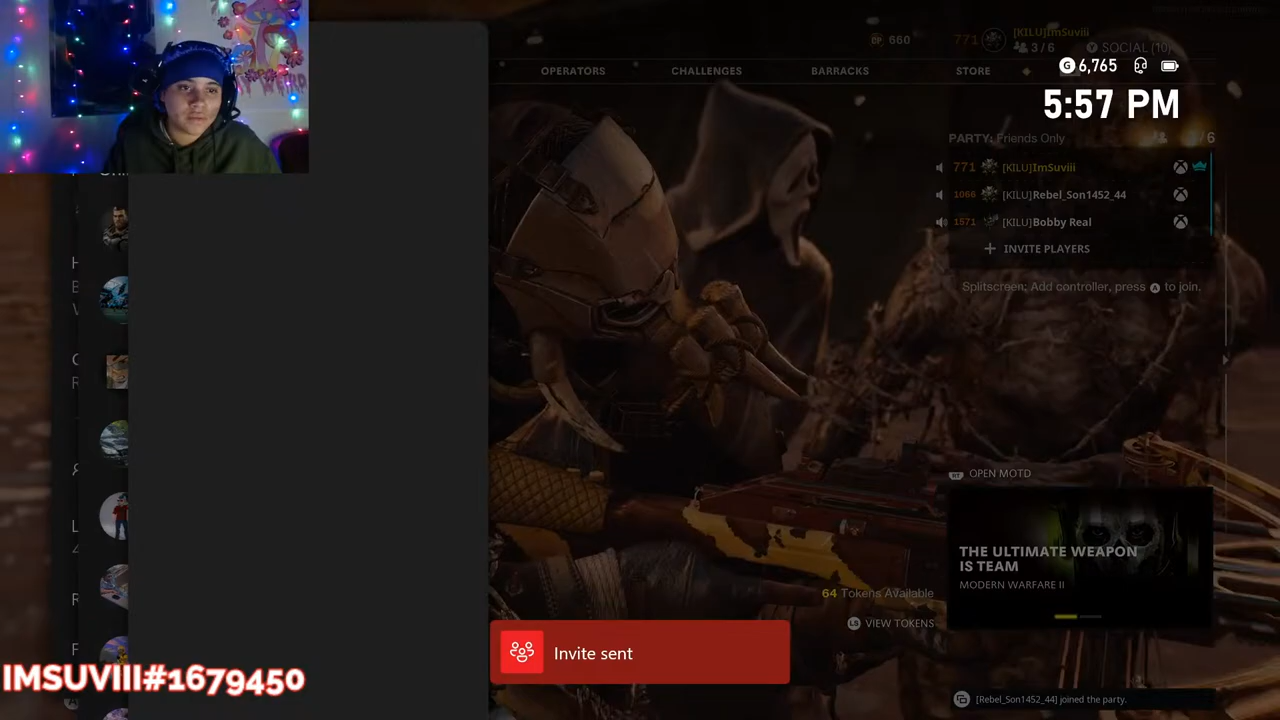 660
771
[KILU]ImSuviii
3/6
Y SOCIAL (10)
G 6,765
OPERATORS
CHALLENGES
BARRACKS
STORE
5:57 PM
PARTY: Friends Only
/6
771 [KILU]ImSuviii
1066 [KILU]Rebel_Son1452_44
1571 [KILU]Bobby Real
+ INVITE PLAYERS
Splitscreen: Add controller, press A to join.
OPEN MOTD
THE ULTIMATE WEAPON
IS TEAM
MODERN WARFARE II
64 Tokens Available
LS VIEW TOKENS
Invite sent
IMSUVIII#1679450
[Rebel_Son1452_44] joined the party.